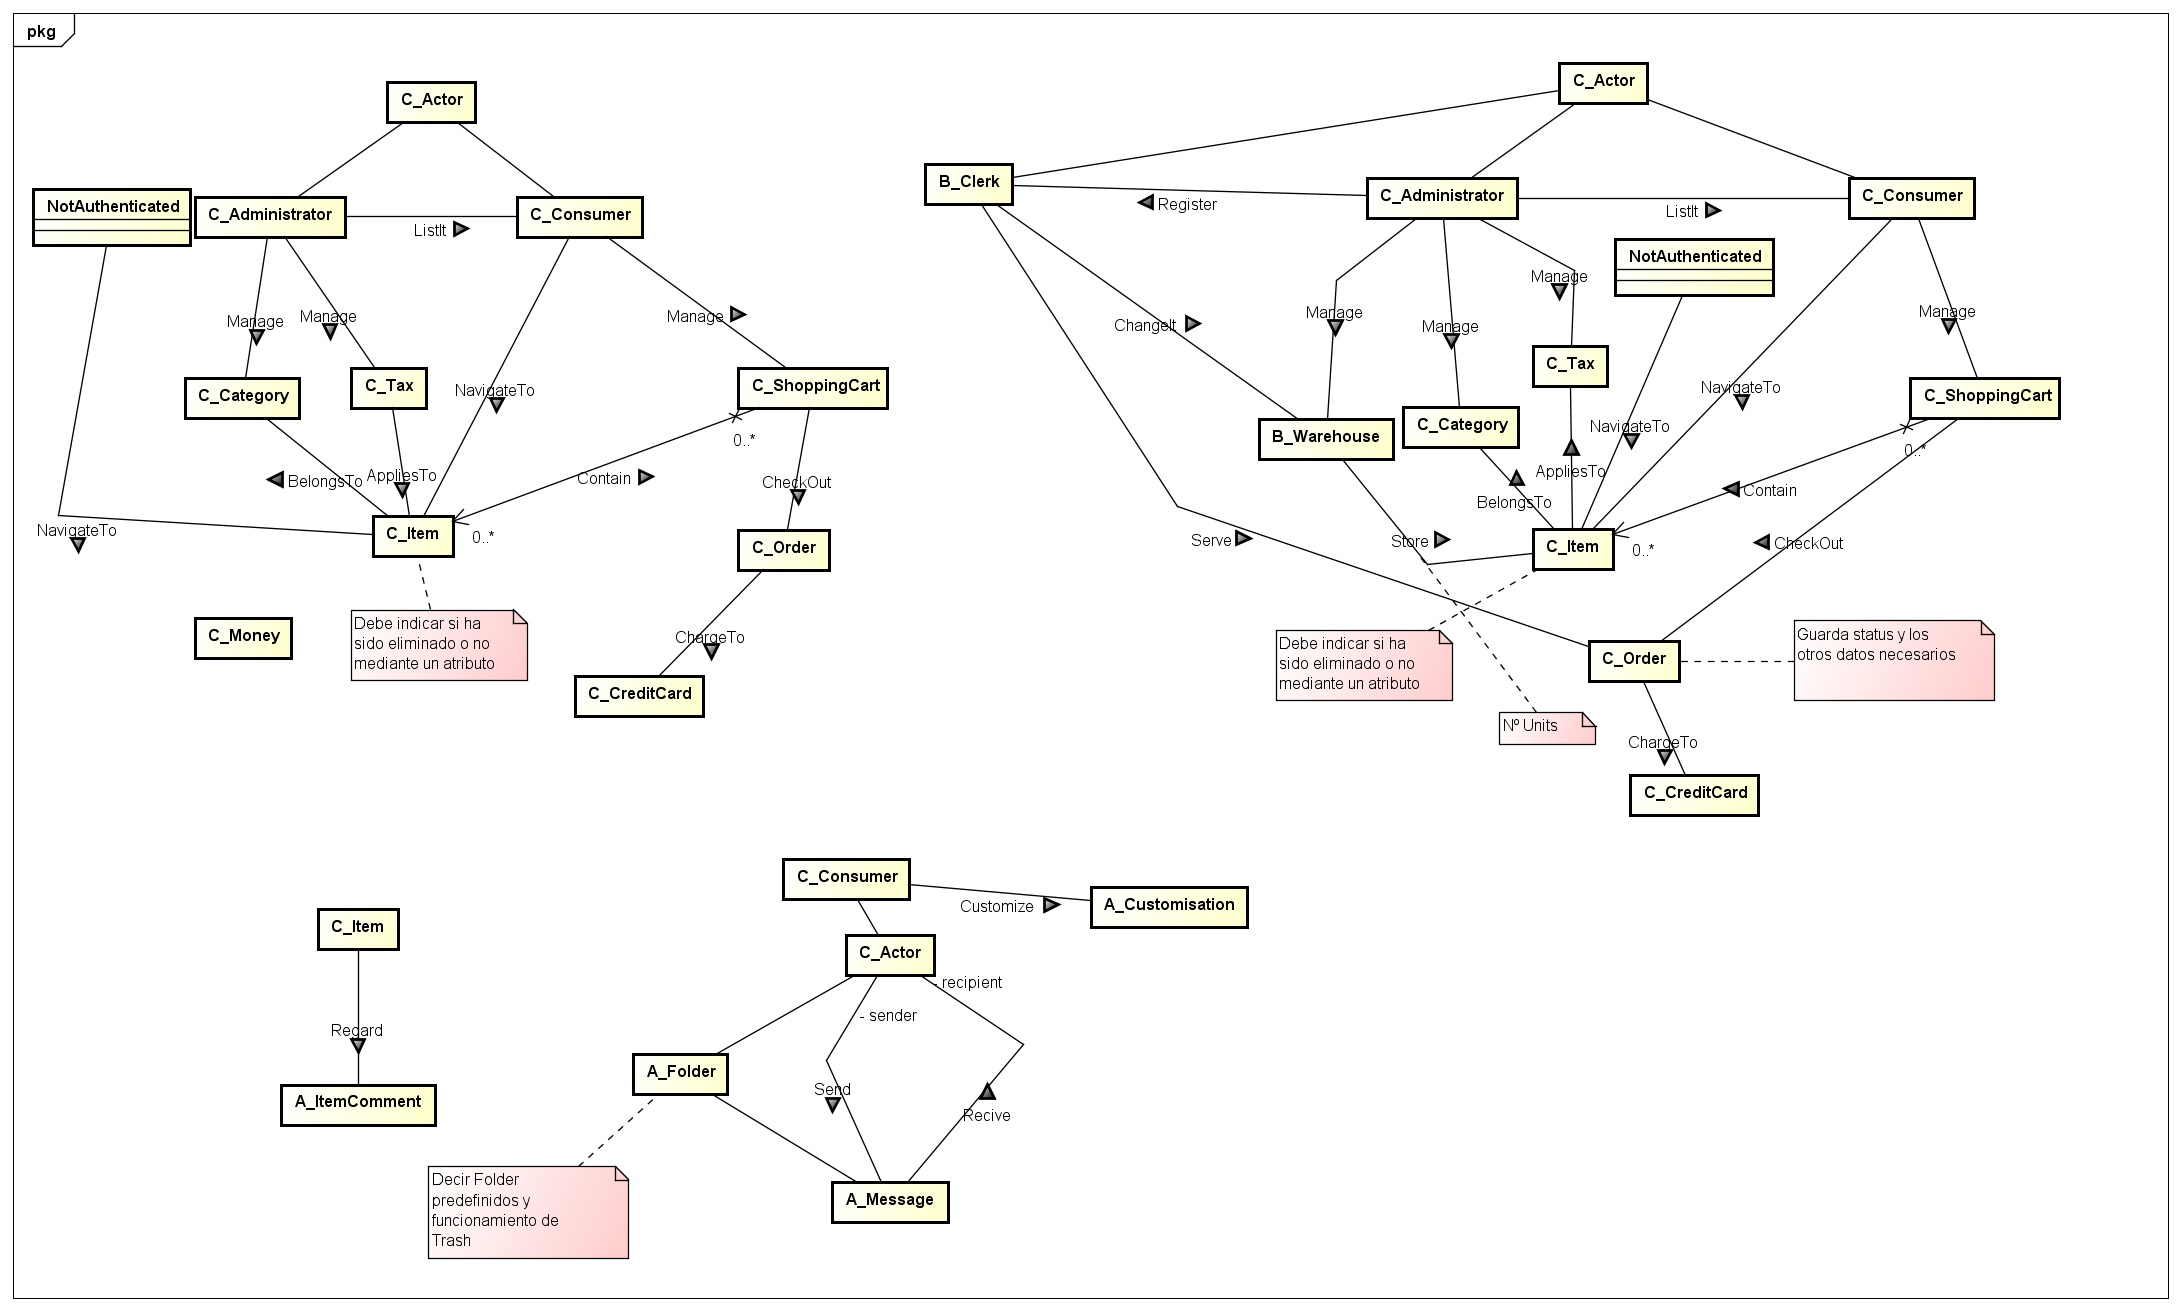 pkg
C_Actor
NotAuthenticated
C_Administrator
C_Consumer
ListIt
Manage
Manage
Manage
C_Category
C_Tax
NavigateTo
C_ShoppingCart
0..*
BelongsTo
AppliesTo
Contain
CheckOut
NavigateTo
C_Item
0..*
C_Order
C_Money
Debe indicar si ha
sido eliminado o no
mediante un atributo
ChargeTo
C_CreditCard
C_Actor
B_Clerk
C_Administrator
C_Consumer
Register
ListIt
NotAuthenticated
Manage
ChangeIt
Manage
Manage
Manage
C_Tax
NavigateTo
C_ShoppingCart
B_Warehouse
C_Category
NavigateTo
0..*
AppliesTo
BelongsTo
Contain
Serve
Store
C_Item
0..*
CheckOut
Debe indicar si ha
sido eliminado o no
mediante un atributo
C_Order
Guarda status y los
otros datos necesarios
Nº Units
ChargeTo
C_CreditCard
C_Consumer
Customize
A_Customisation
C_Item
C_Actor
- recipient
- sender
Regard
A_Folder
A_ItemComment
Send
Recive
Decir Folder
predefinidos y
funcionamiento de
Trash
A_Message